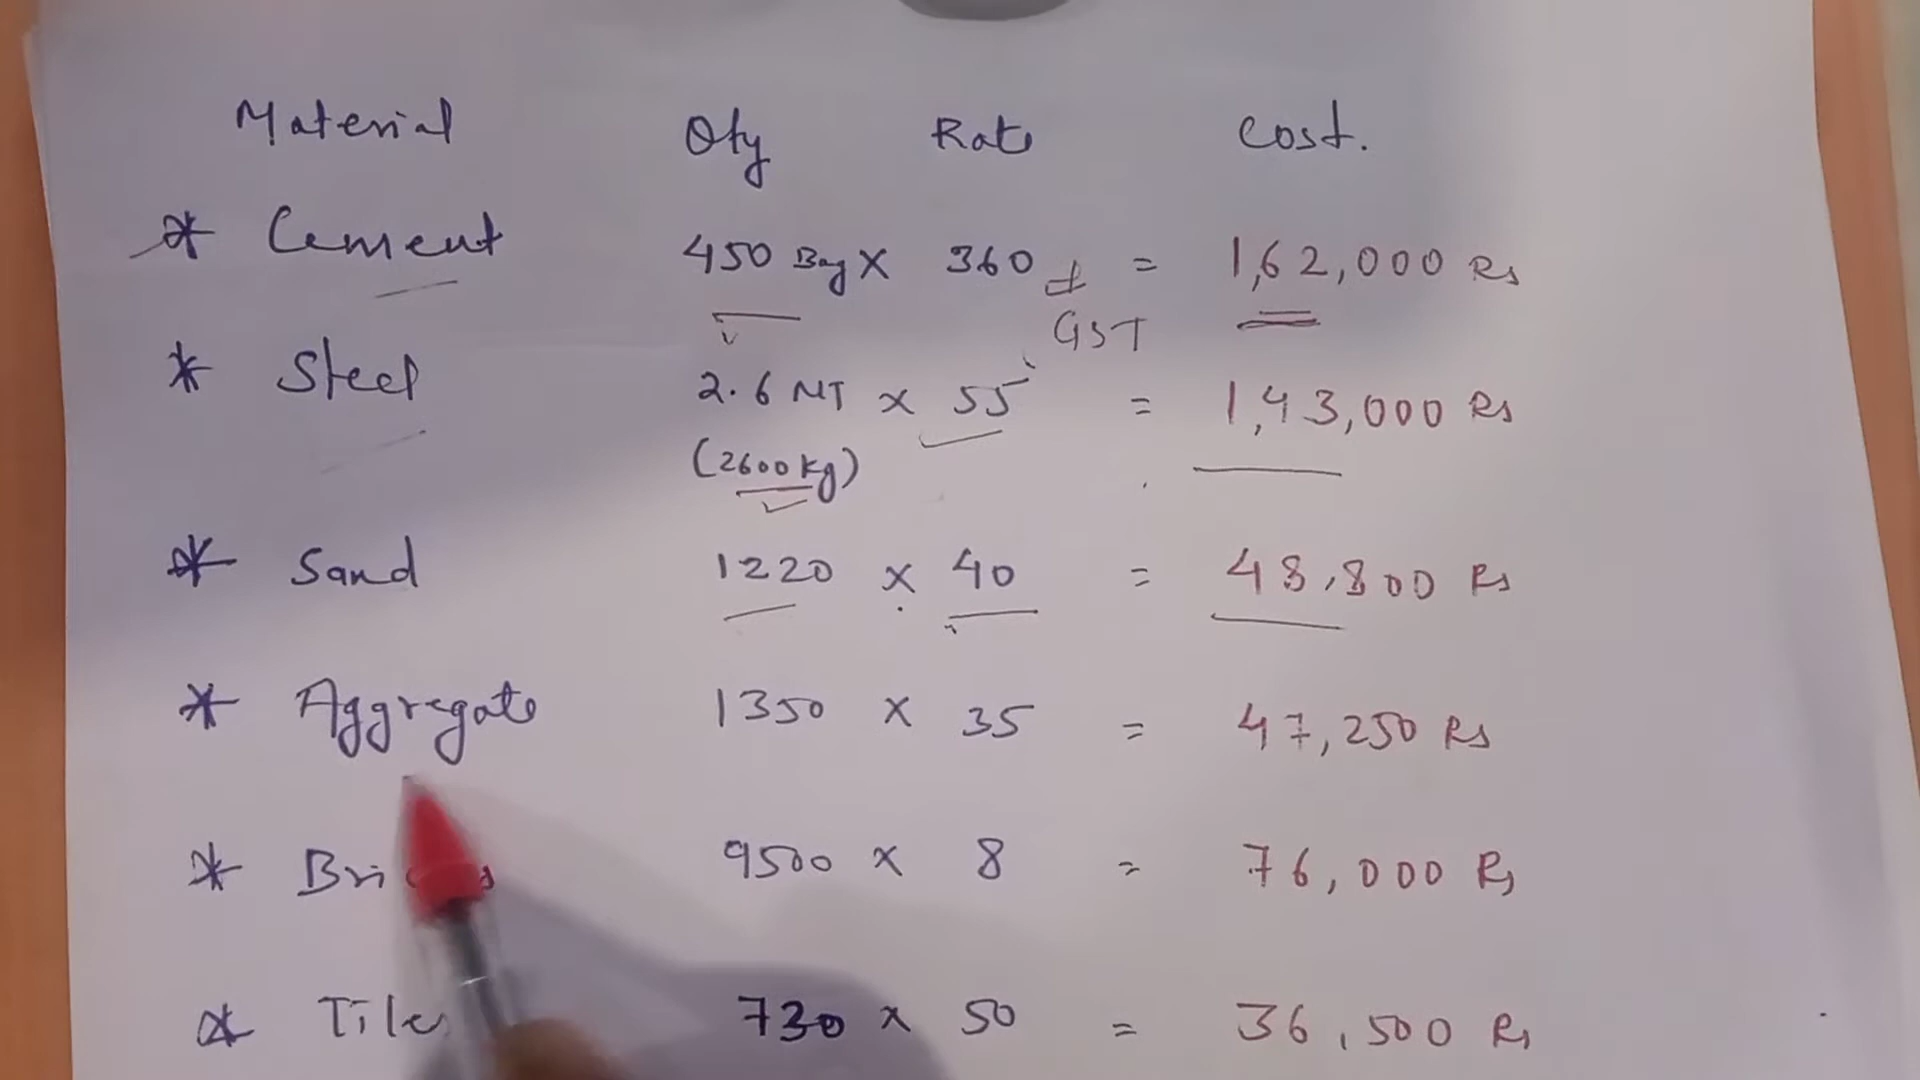 Material Qty Rate Cost.
* Cement 450 Bag x 360 + = 1,62,000 Rs
GST
* Steel 2.6 MT x 55 = 1,43,000 Rs
(2600 kg)
* Sand 1220 x 40 = 48,800 Rs
* Aggregate 1350 x 35 = 47,250 Rs
* 9500 x 8 = 76,000 Rs
* Tiles 730 x 50 = 36,500 Rs